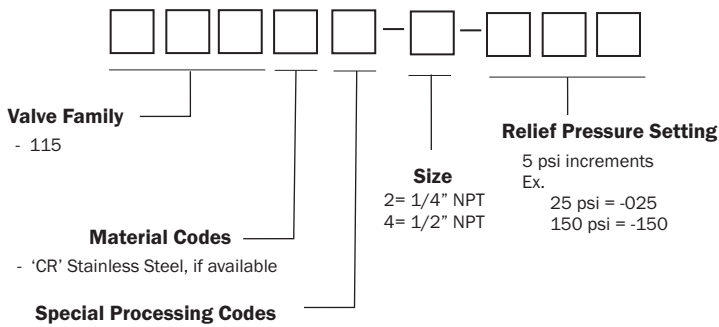 Valve Family
- 115
Material Codes
- ‘CR’ Stainless Steel, if available
Special Processing Codes
Size
2= 1/4” NPT
4= 1/2” NPT
Relief Pressure Setting
5 psi increments
Ex.
25 psi = -025
150 psi = -150